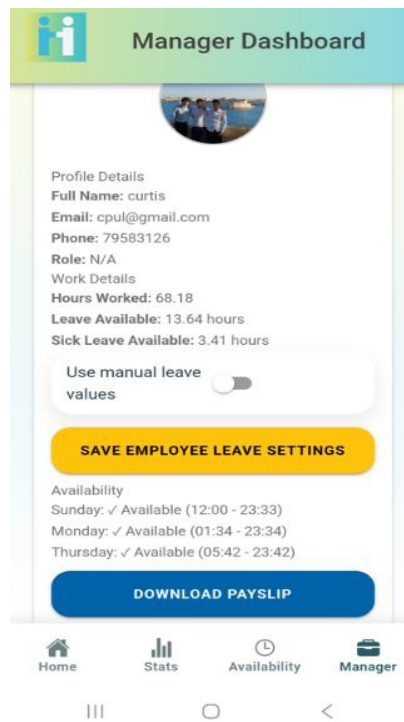 Manager Dashboard
Profile Details
Full Name: curtis
Email: cpul@gmail.com
Phone: 79583126
Role: N/A
Work Details
Hours Worked: 68.18
Leave Available: 13.64 hours
Sick Leave Available: 3.41 hours
Use manual leave
values
SAVE EMPLOYEE LEAVE SETTINGS
Availability
Sunday: ✓ Available (12:00 - 23:33)
Monday: ✓ Available (01:34 - 23:34)
Thursday: ✓ Available (05:42 - 23:42)
DOWNLOAD PAYSLIP
Home Stats Availability Manager